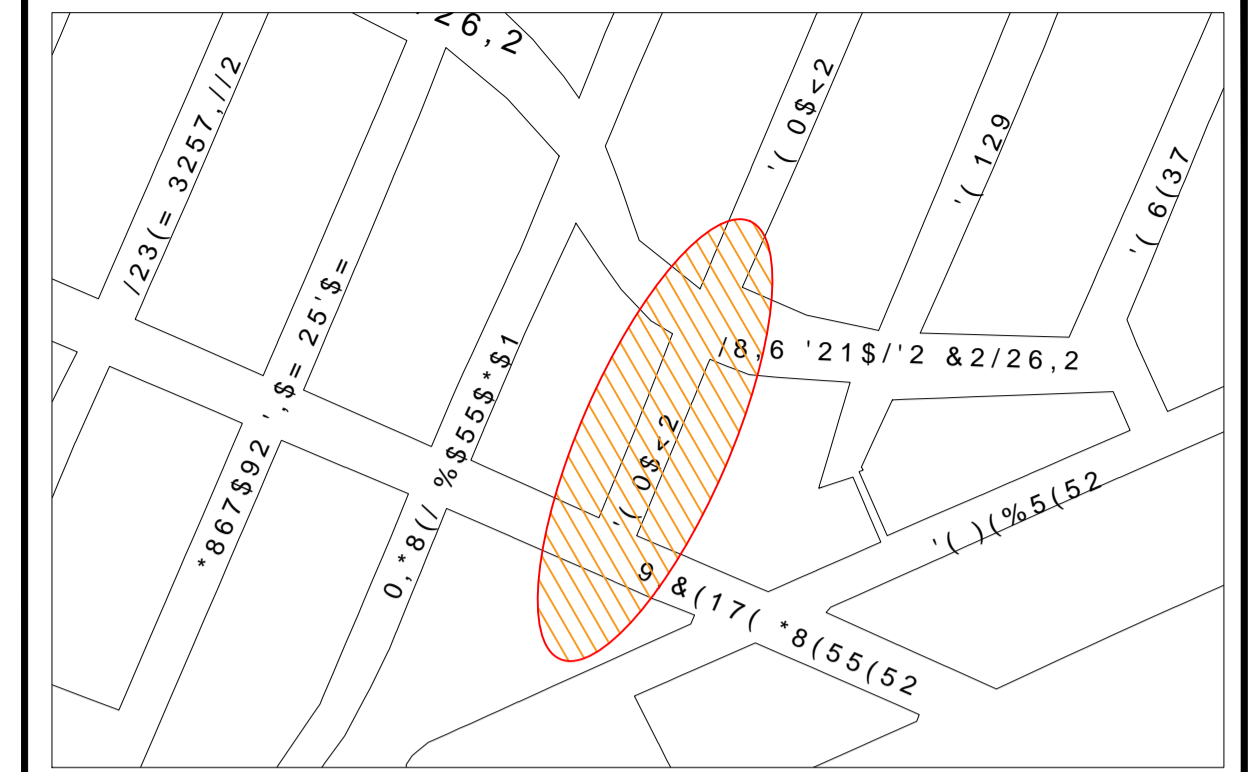 26,2
/23(= 3257,//2
'( 0$<2
'( 129
'( 6(37
*867$92 ',$= 25'$=
0,*8(/ %$55$*$1
/8,6 '21$/'2 &2/26,2
'( 0$<2
'( )(%5(52
9 &(17( *8(55(52